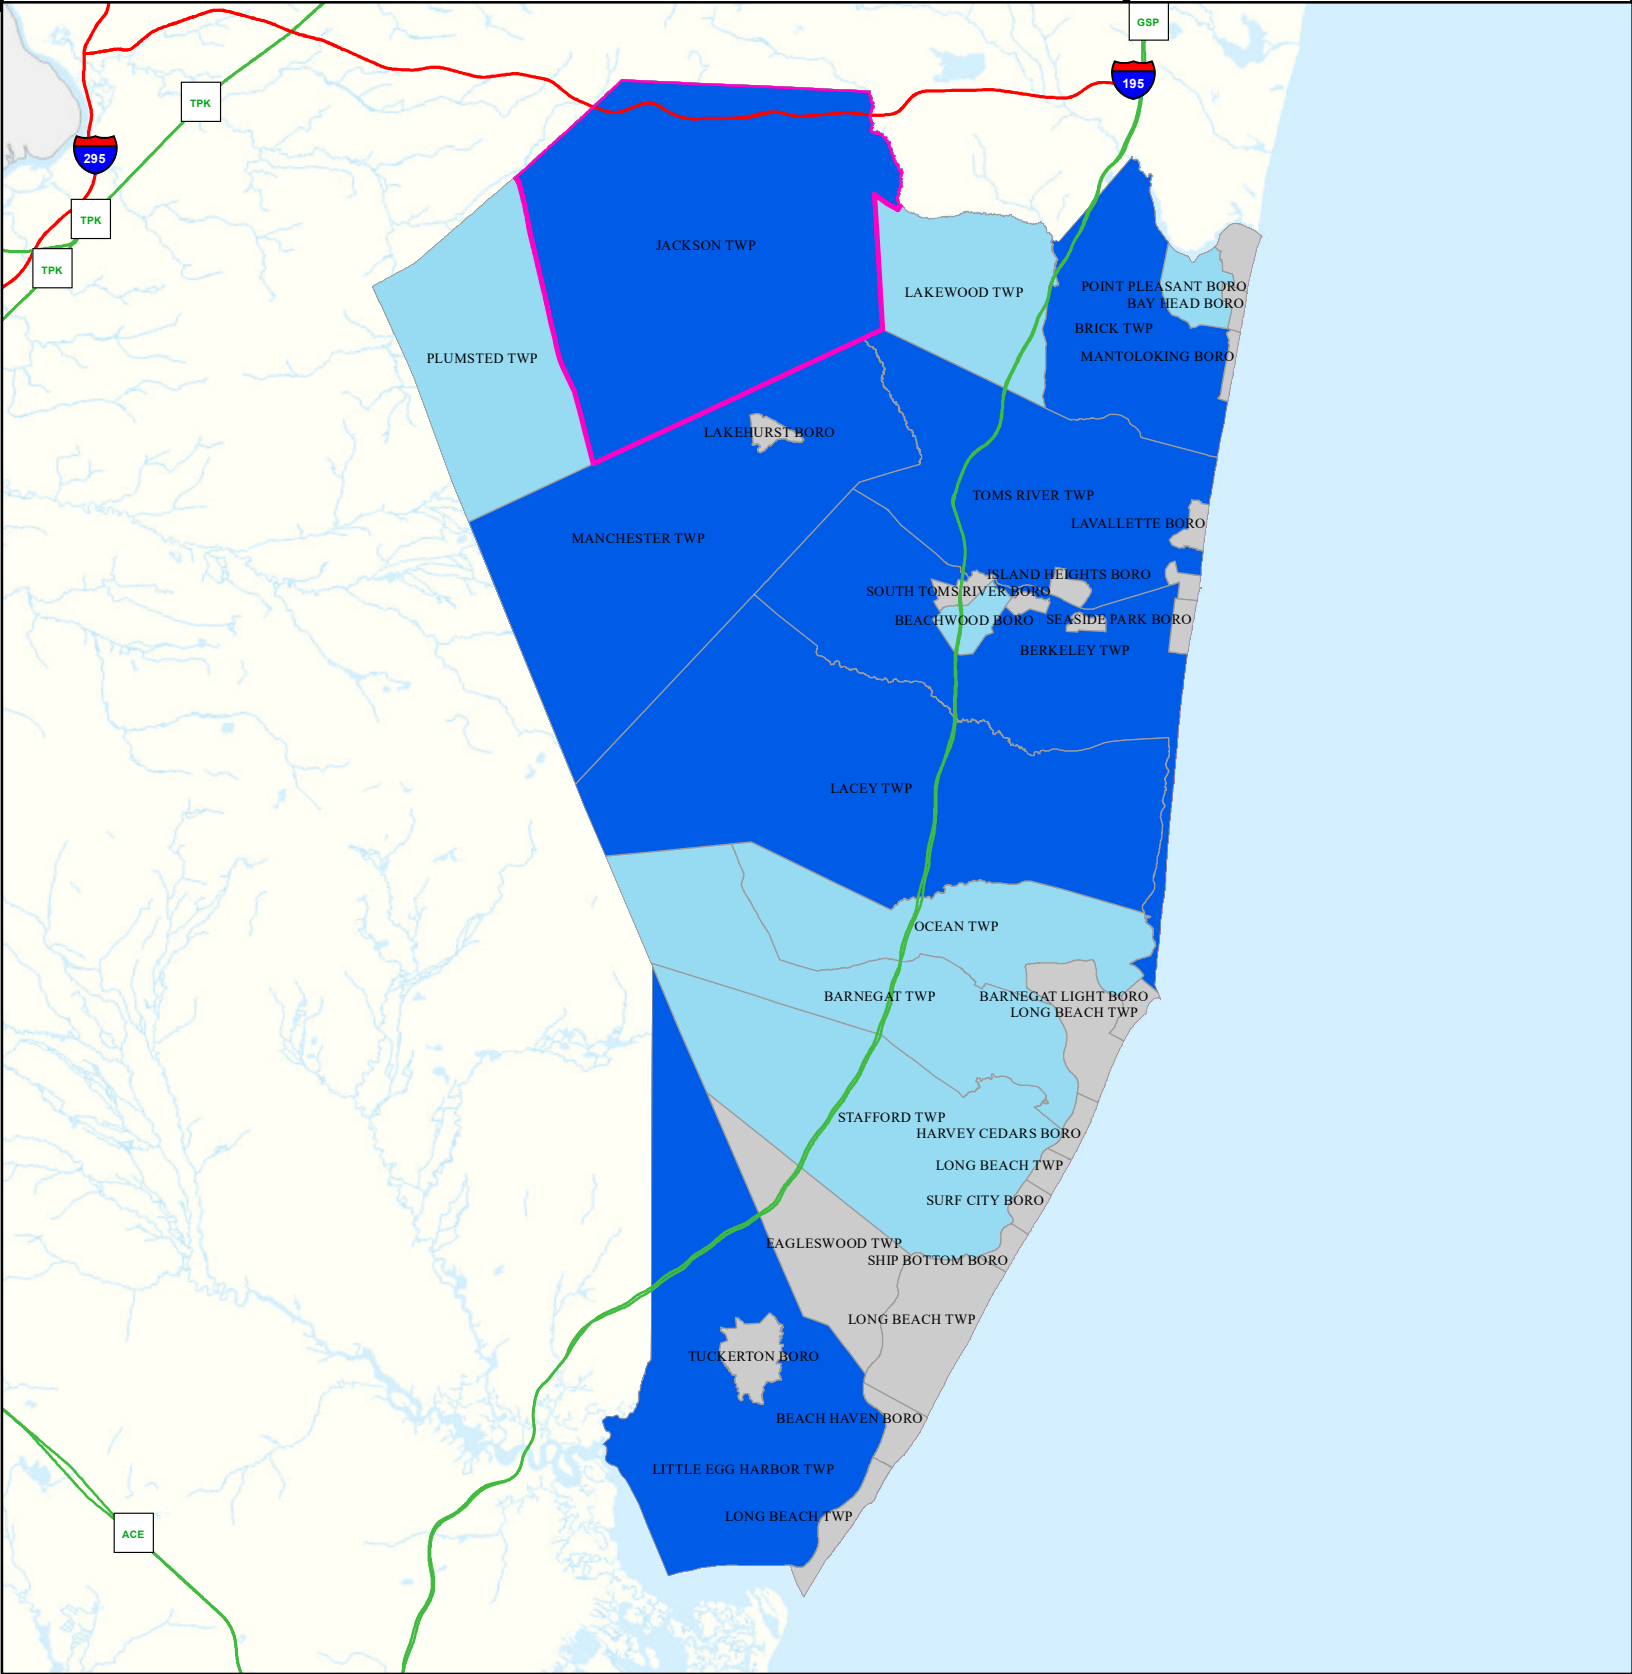 GSP
195
TPK
295
TPK
TPK
JACKSON TWP
LAKEWOOD TWP
POINT PLEASANT BORO
BAY HEAD BORO
BRICK TWP
MANTOLOKING BORO
PLUMSTED TWP
LAKEHURST BORO
TOMS RIVER TWP
LAVALLETTE BORO
MANCHESTER TWP
ISLAND HEIGHTS BORO
SOUTH TOMS RIVER BORO
BEACHWOOD BORO
SEASIDE PARK BORO
BERKELEY TWP
LACEY TWP
OCEAN TWP
BARNEGAT TWP
BARNEGAT LIGHT BORO
LONG BEACH TWP
STAFFORD TWP
HARVEY CEDARS BORO
LONG BEACH TWP
SURF CITY BORO
EAGLESWOOD TWP
SHIP BOTTOM BORO
LONG BEACH TWP
TUCKERTON BORO
BEACH HAVEN BORO
LITTLE EGG HARBOR TWP
LONG BEACH TWP
ACE